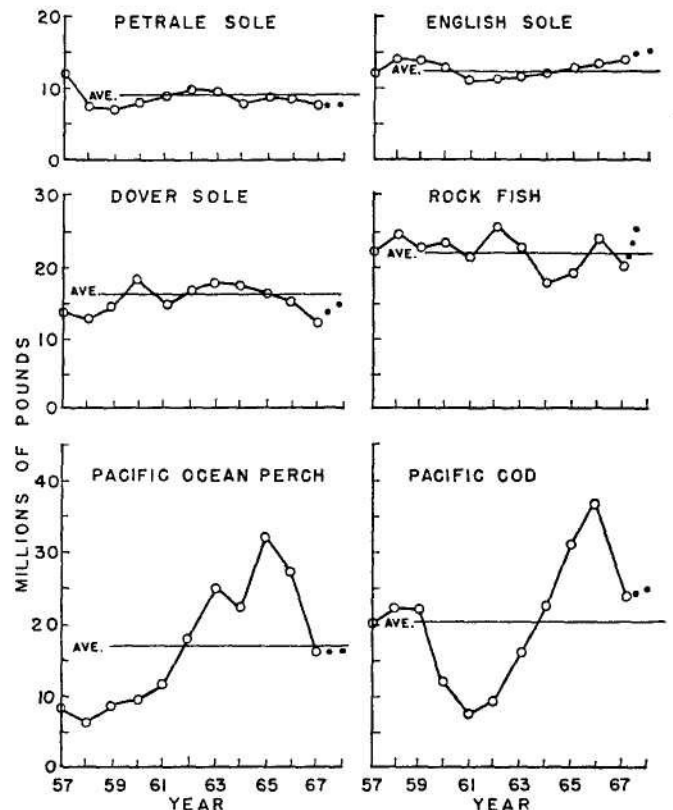 PETRALE SOLE
20
10
0
AVE.
ENGLISH SOLE
AVE.
DOVER SOLE
30
20
10
0
AVE.
ROCK FISH
AVE.
MILLIONS OF POUNDS
PACIFIC OCEAN PERCH
40
30
20
10
0
AVE.
57 59 61 63 65 67
YEAR
PACIFIC COD
AVE.
57 59 61 63 65 67
YEAR